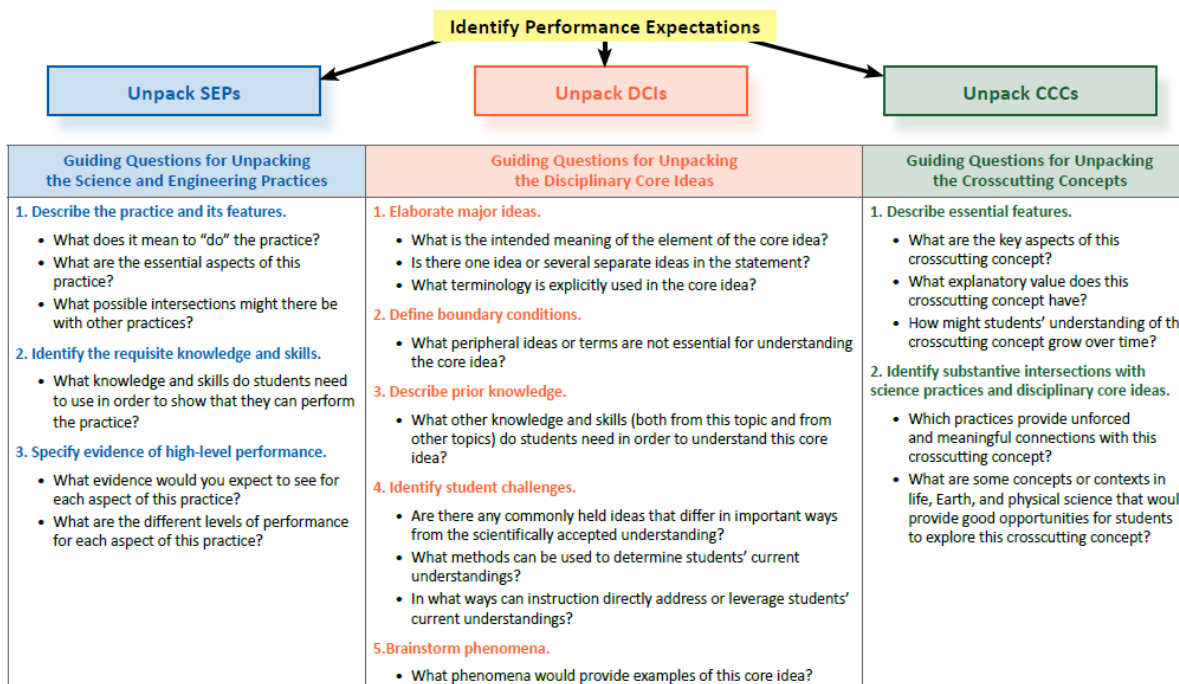 Identify Performance Expectations
Unpack SEPs
Unpack DCIs
Unpack CCCs
Guiding Questions for Unpacking
the Science and Engineering Practices
1. Describe the practice and its features.
• What does it mean to “do” the practice?
• What are the essential aspects of this
practice?
• What possible intersections might there be
with other practices?
2. Identify the requisite knowledge and skills.
• What knowledge and skills do students need
to use in order to show that they can perform
the practice?
3. Specify evidence of high-level performance.
• What evidence would you expect to see for
each aspect of this practice?
• What are the different levels of performance
for each aspect of this practice?
Guiding Questions for Unpacking
the Disciplinary Core Ideas
1. Elaborate major ideas.
• What is the intended meaning of the element of the core idea?
• Is there one idea or several separate ideas in the statement?
• What terminology is explicitly used in the core idea?
2. Define boundary conditions.
• What peripheral ideas or terms are not essential for understanding
the core idea?
3. Describe prior knowledge.
• What other knowledge and skills (both from this topic and from
other topics) do students need in order to understand this core
idea?
4. Identify student challenges.
• Are there any commonly held ideas that differ in important ways
from the scientifically accepted understanding?
• What methods can be used to determine students’ current
understandings?
• In what ways can instruction directly address or leverage students’
current understandings?
5.Brainstorm phenomena.
• What phenomena would provide examples of this core idea?
Guiding Questions for Unpacking
the Crosscutting Concepts
1. Describe essential features.
• What are the key aspects of this
crosscutting concept?
• What explanatory value does this
crosscutting concept have?
• How might students’ understanding of th
crosscutting concept grow over time?
2. Identify substantive intersections with
science practices and disciplinary core ideas.
• Which practices provide unforced
and meaningful connections with this
crosscutting concept?
• What are some concepts or contexts in
life, Earth, and physical science that woul
provide good opportunities for students
to explore this crosscutting concept?